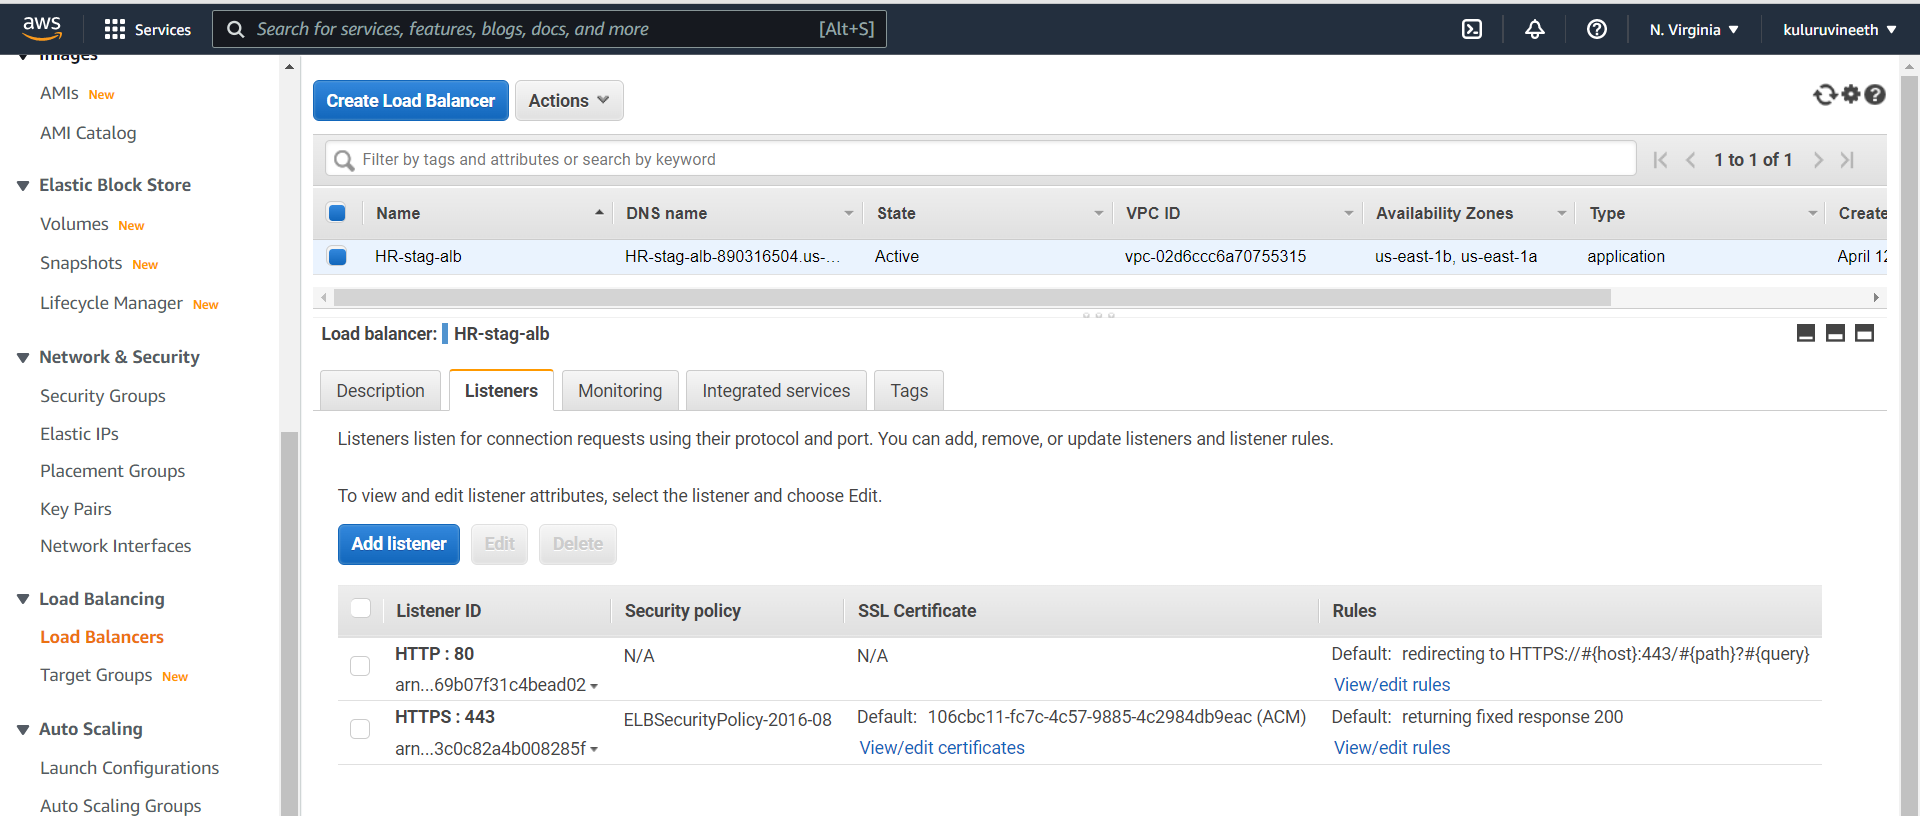 aws
Services
Search for services, features, blogs, docs, and more
[Alt+S]
N. Virginia
kuluruvineeth
Images
AMIs New
AMI Catalog
Elastic Block Store
Volumes New
Snapshots New
Lifecycle Manager New
Network & Security
Security Groups
Elastic IPs
Placement Groups
Key Pairs
Network Interfaces
Load Balancing
Load Balancers
Target Groups New
Auto Scaling
Launch Configurations
Auto Scaling Groups
Create Load Balancer
Actions
Filter by tags and attributes or search by keyword
1 to 1 of 1
Name DNS name State VPC ID Availability Zones Type Create
HR-stag-alb HR-stag-alb-890316504.us-... Active vpc-02d6ccc6a70755315 us-east-1b, us-east-1a application April 12
Load balancer: HR-stag-alb
Description Listeners Monitoring Integrated services Tags
Listeners listen for connection requests using their protocol and port. You can add, remove, or update listeners and listener rules.
To view and edit listener attributes, select the listener and choose Edit.
Add listener Edit Delete
Listener ID Security policy SSL Certificate Rules
HTTP : 80 N/A N/A Default: redirecting to HTTPS://#{host}:443/#{path}?#{query}
arn...69b07f31c4bead02 View/edit rules
HTTPS : 443 ELBSecurityPolicy-2016-08 Default: 106cbc11-fc7c-4c57-9885-4c2984db9eac (ACM) Default: returning fixed response 200
arn...3c0c82a4b008285f View/edit certificates View/edit rules